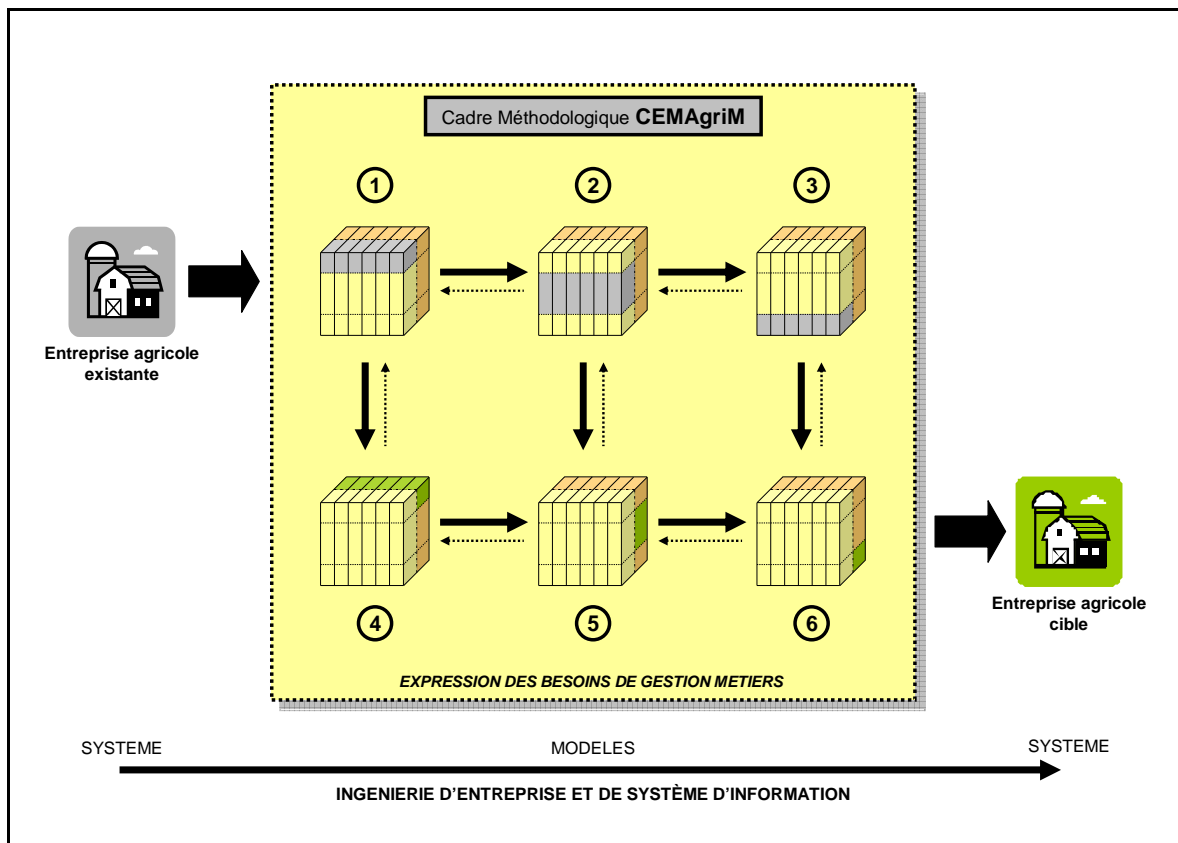 Cadre Méthodologique CEMAgriM
1
2
3
Entreprise agricole
existante
4
5
6
Entreprise agricole
cible
EXPRESSION DES BESOINS DE GESTION METIERS
SYSTEME
MODELES
SYSTEME
INGENIERIE D'ENTREPRISE ET DE SYSTÈME D'INFORMATION